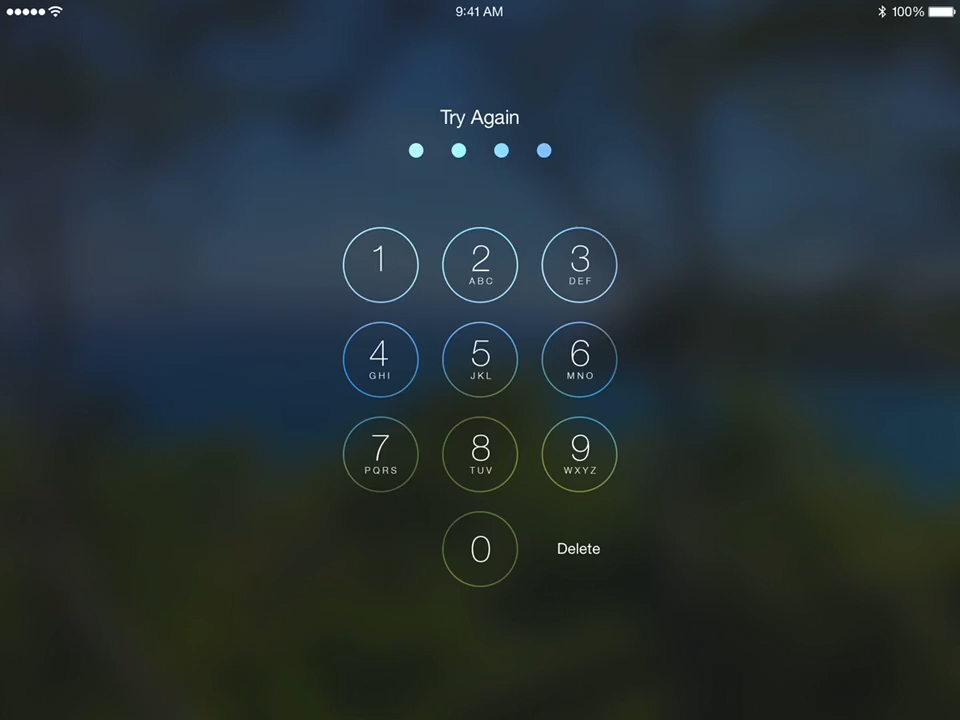 9:41 AM 100%
Try Again
1 2 3
ABC DEF
4 5 6
GHI JKL MNO
7 8 9
PQRS TUV WXYZ
0 Delete